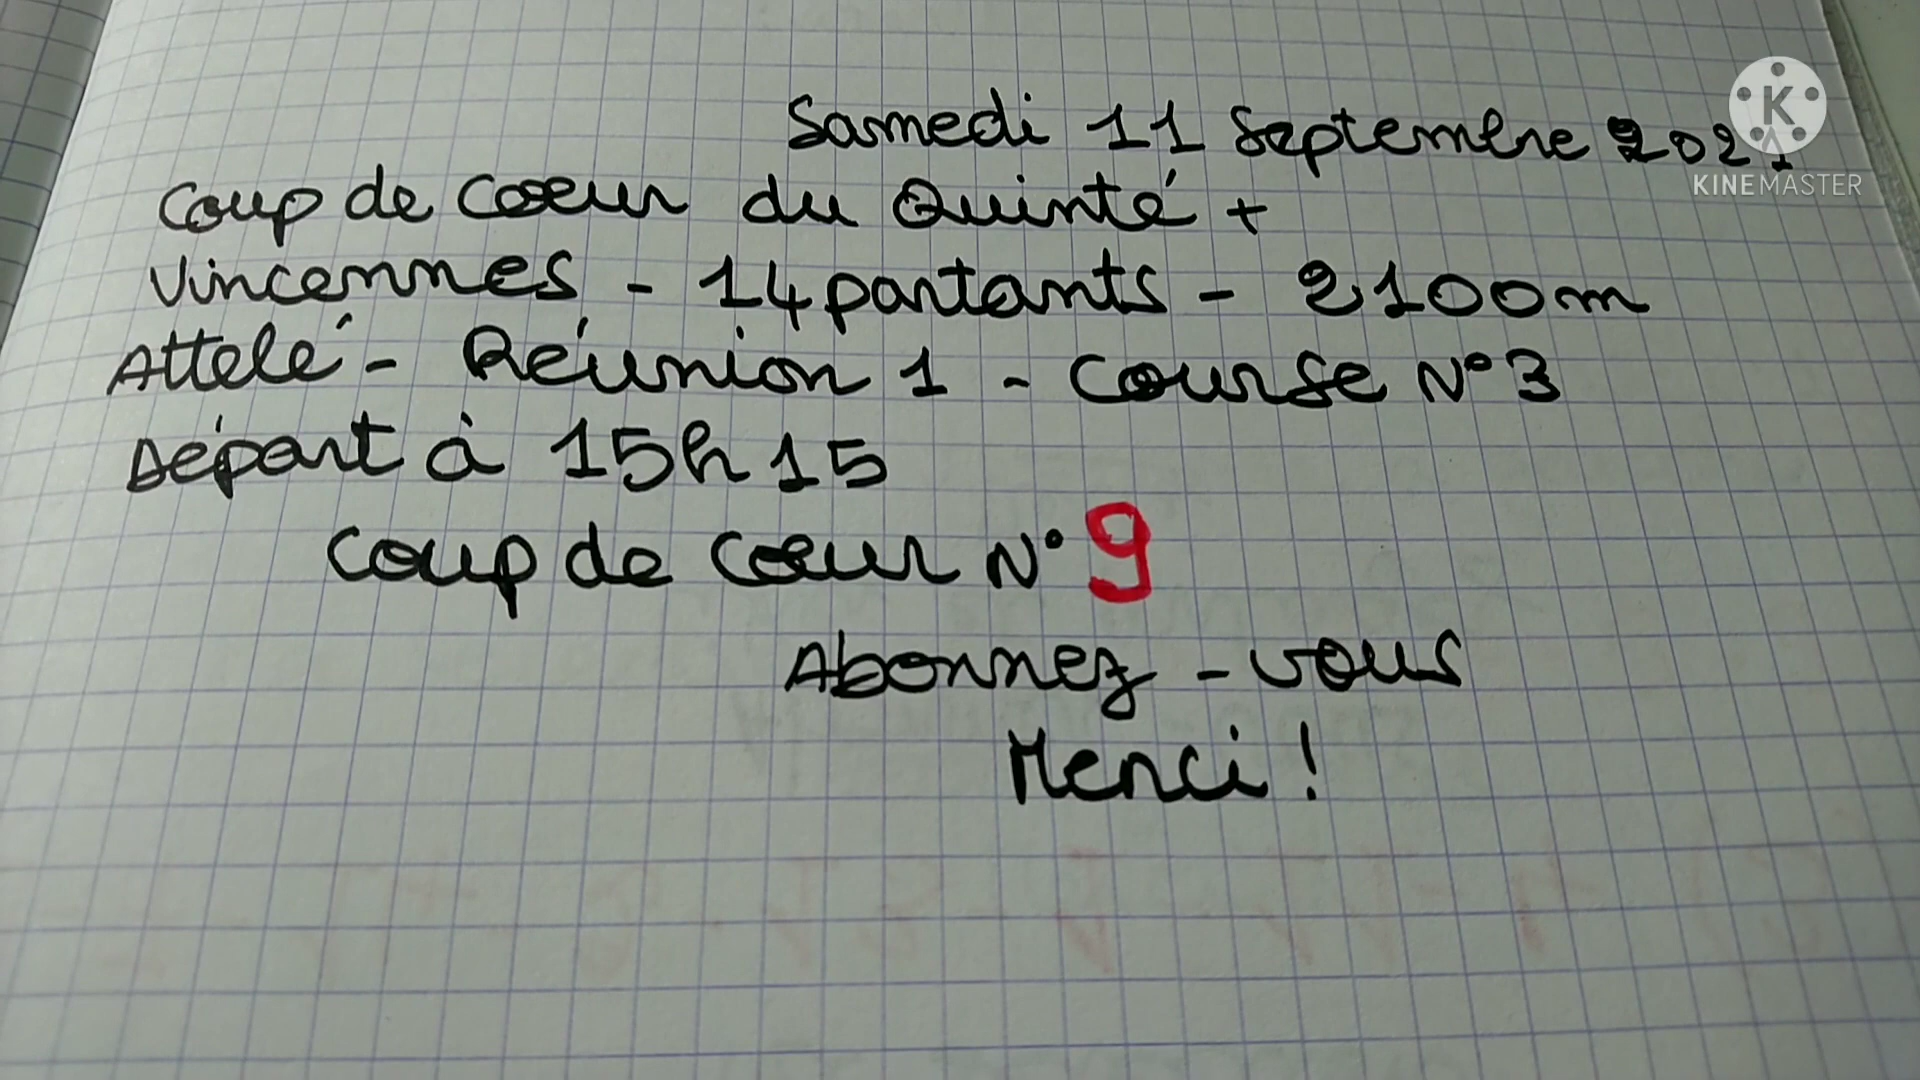 Samedi 11 Septembre 2021
Coup de Coeur du Quinté +
Vincennes - 14 partants - 2100m
Attelé - Réunion 1 - Course N° 3
Départ à 15h15
Coup de Cœur N° 9
Abonnez - vous
Merci !
K
KINEMASTER